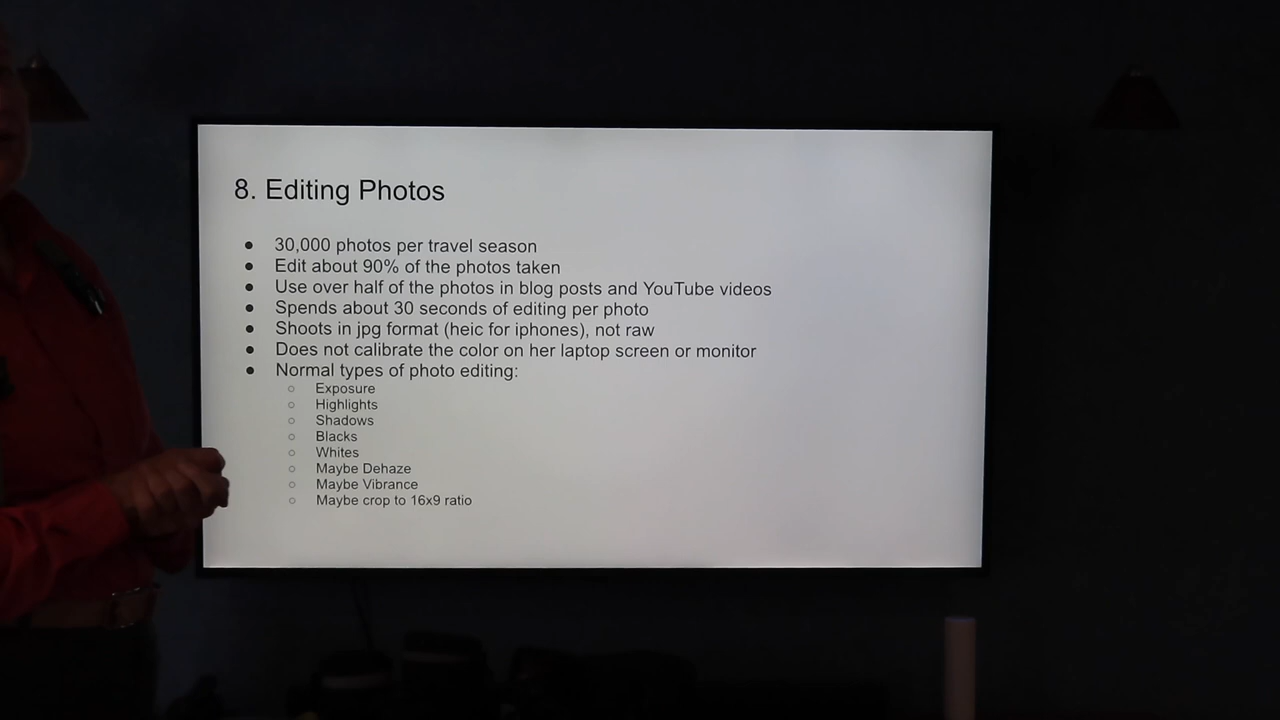 8. Editing Photos
● 30,000 photos per travel season
● Edit about 90% of the photos taken
● Use over half of the photos in blog posts and YouTube videos
● Spends about 30 seconds of editing per photo
● Shoots in jpg format (heic for iphones), not raw
● Does not calibrate the color on her laptop screen or monitor
● Normal types of photo editing:
○ Exposure
○ Highlights
○ Shadows
○ Blacks
○ Whites
○ Maybe Dehaze
○ Maybe Vibrance
○ Maybe crop to 16x9 ratio